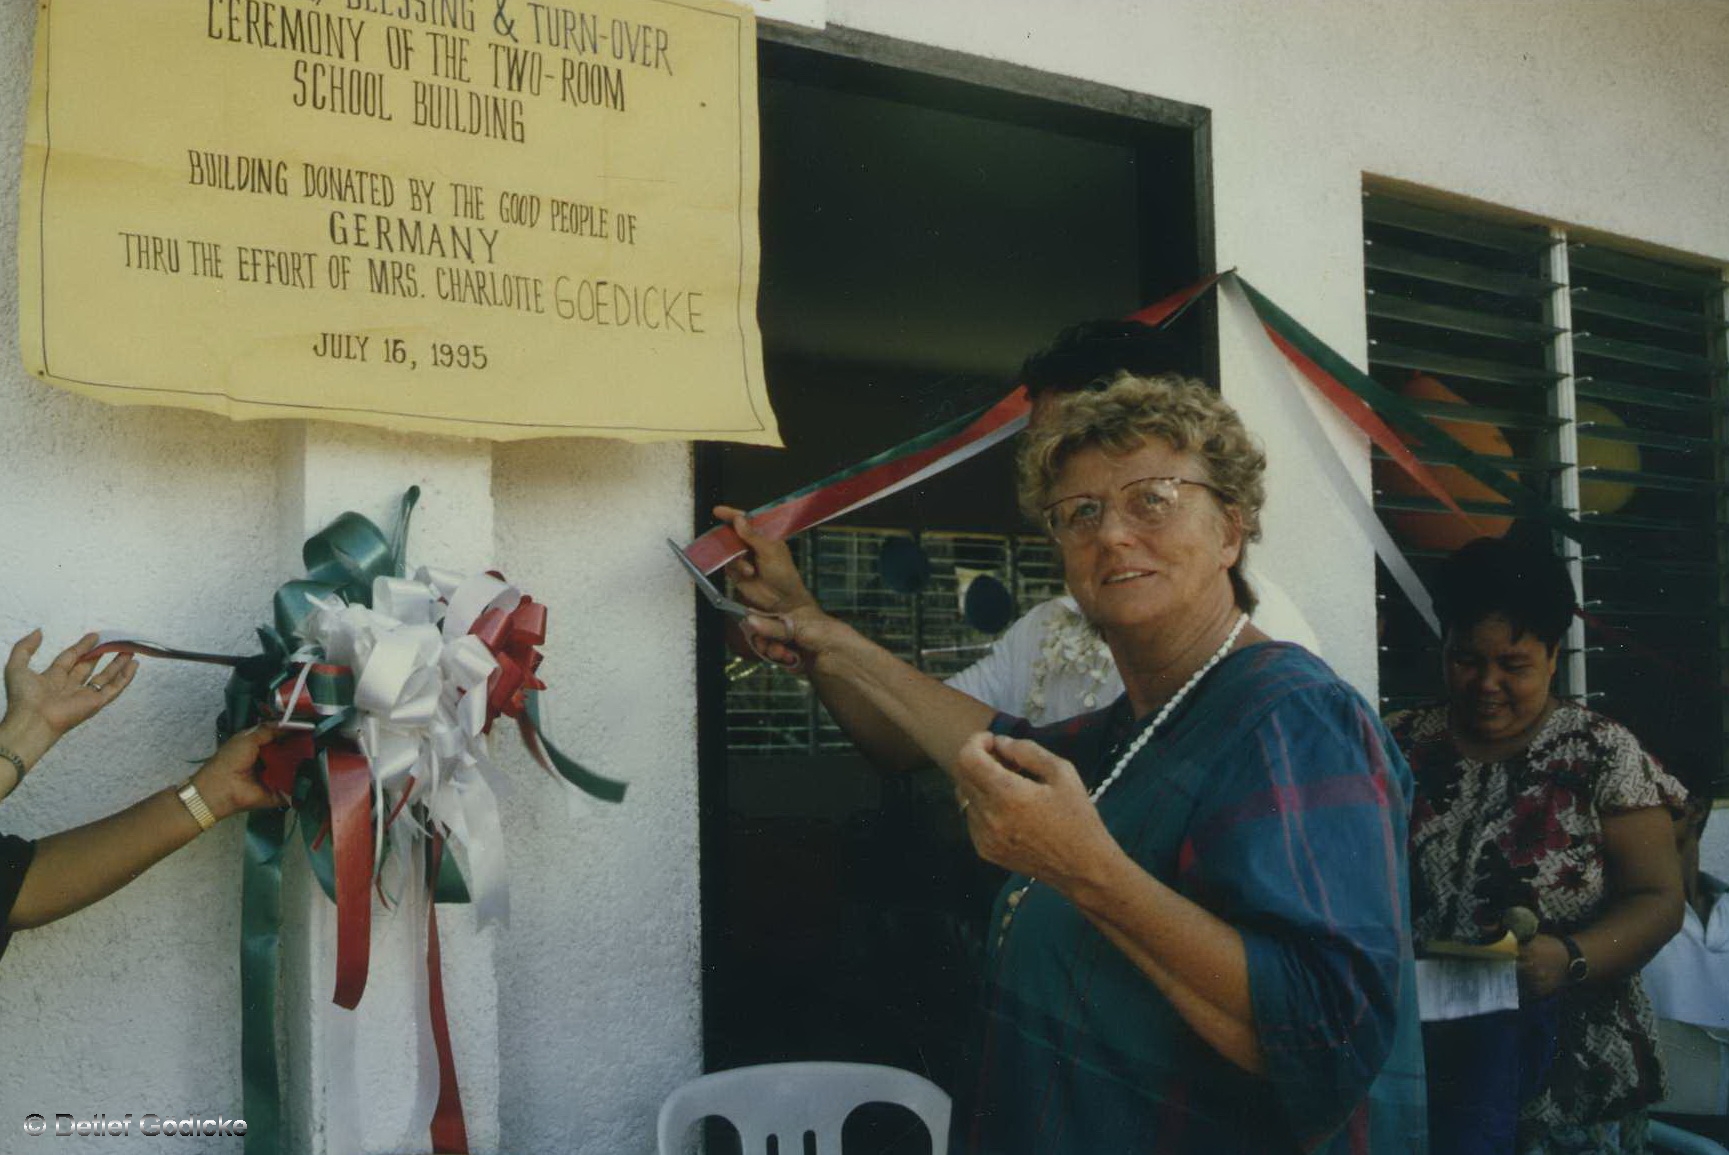 BLESSING & TURN-OVER
CEREMONY OF THE TWO-ROOM
SCHOOL BUILDING
BUILDING DONATED BY THE GOOD PEOPLE OF
GERMANY
THRU THE EFFORT OF MRS. CHARLOTTE GOEDICKE
JULY 16, 1995
© Detlef Gödicke